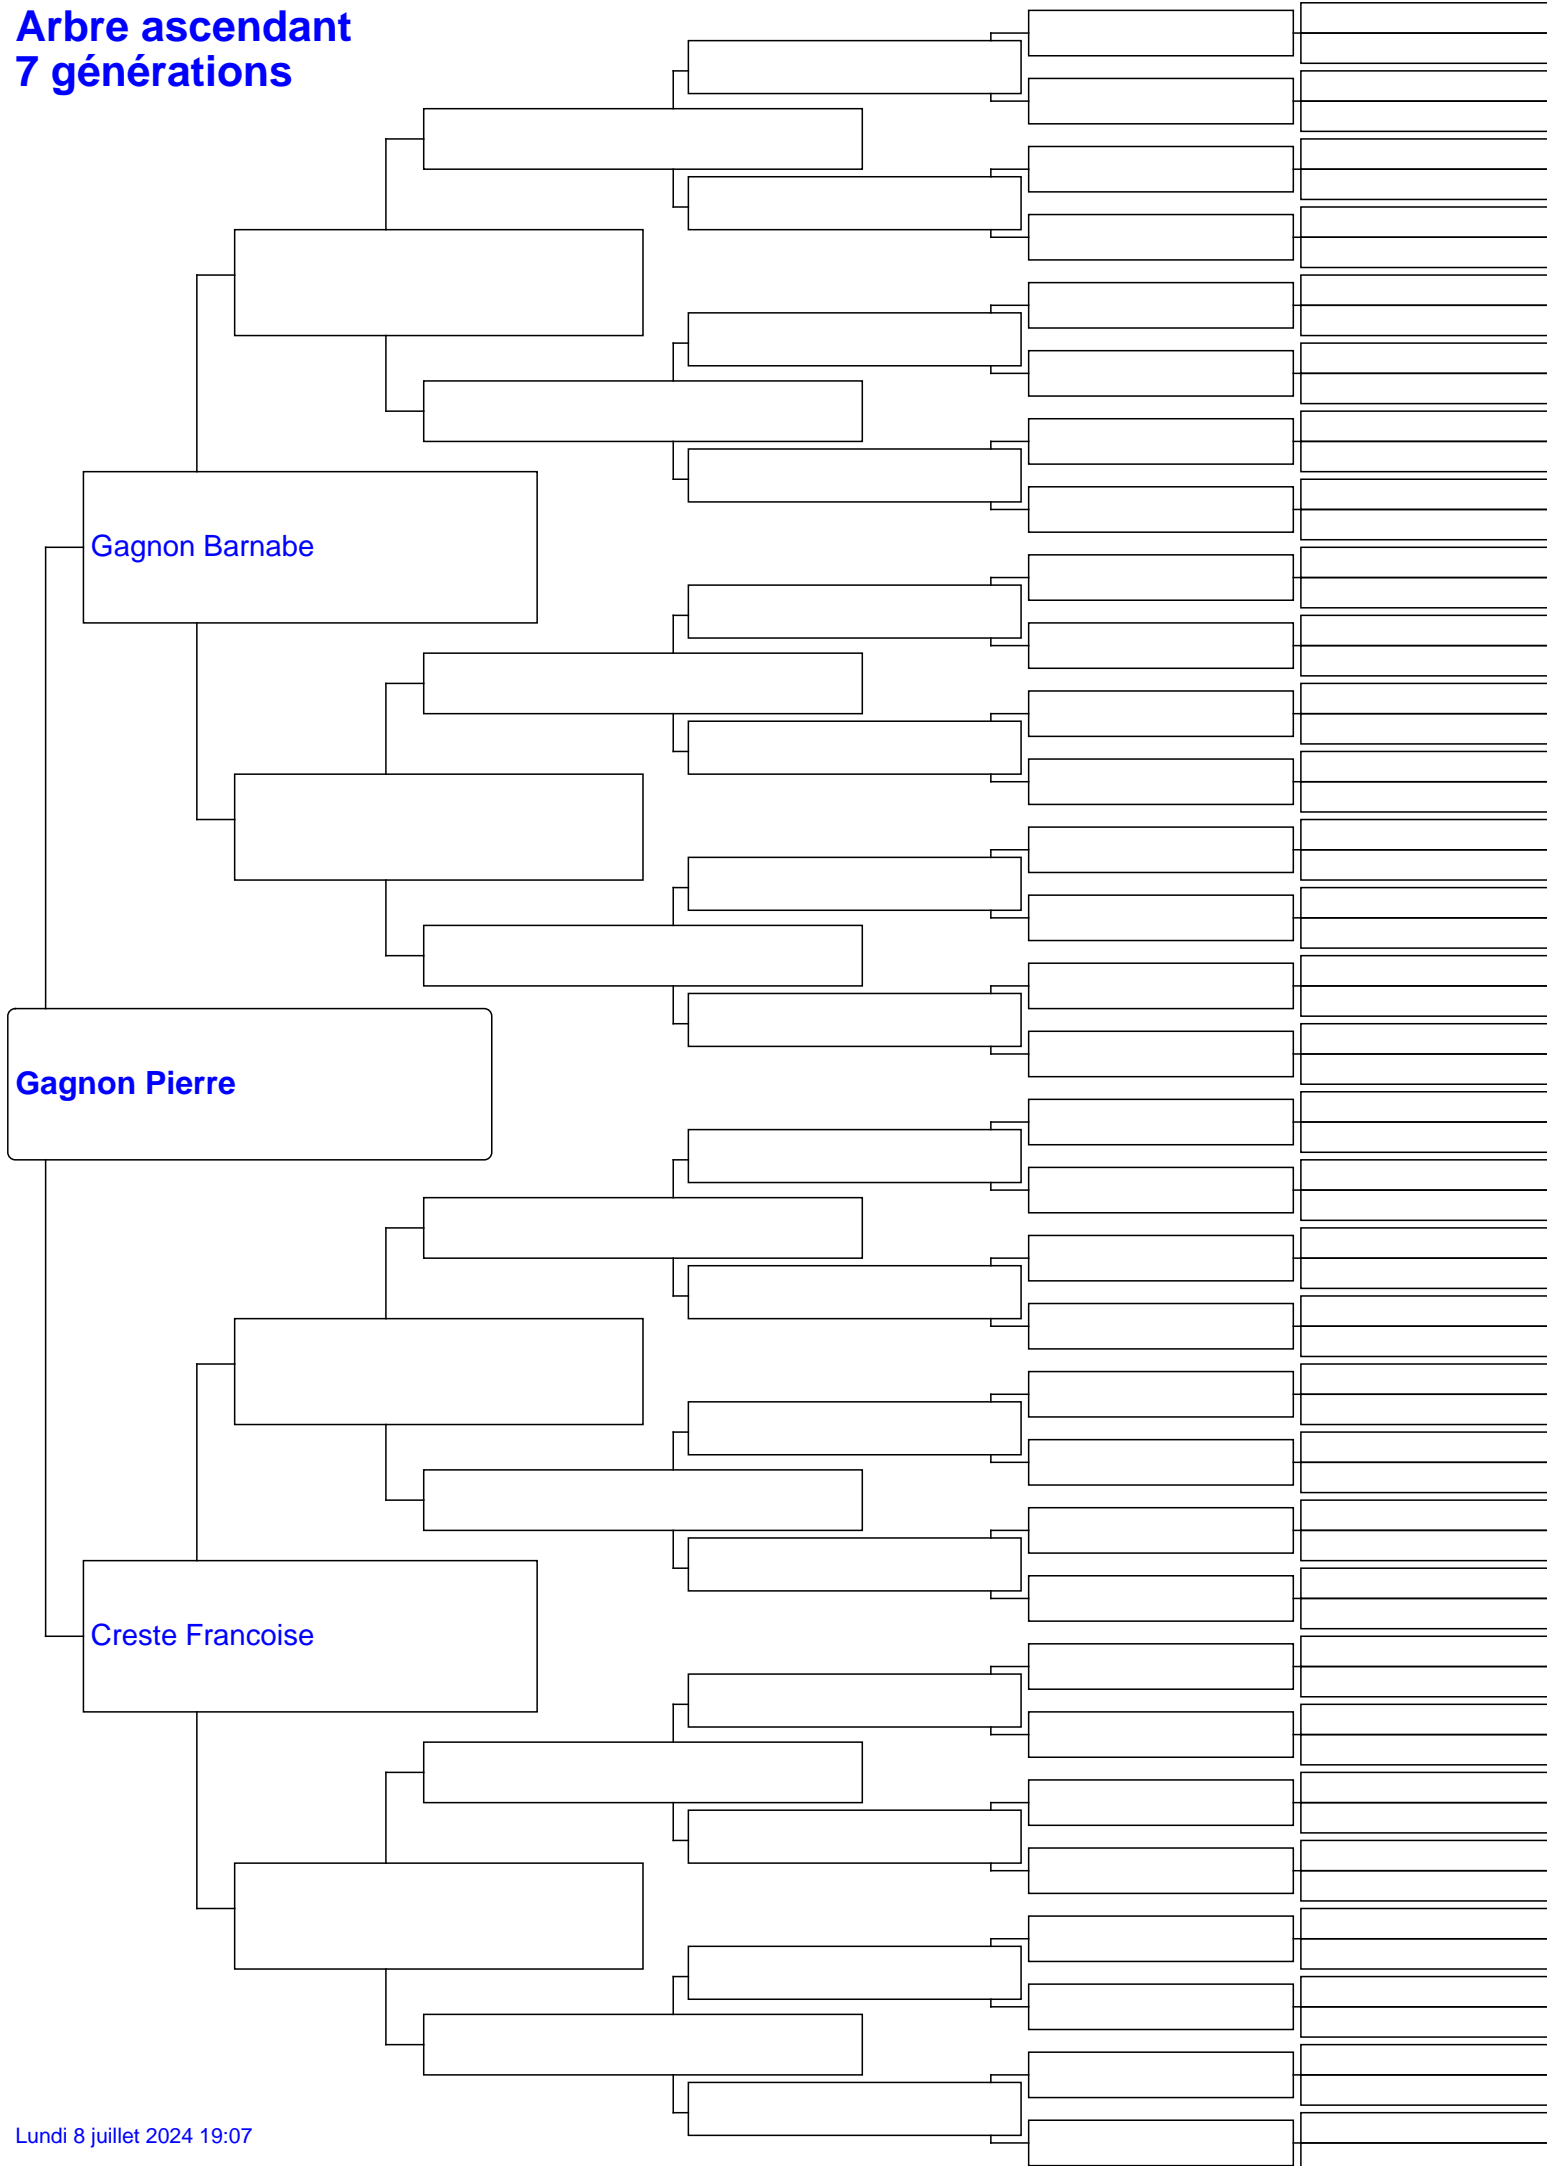 Arbre ascendant
7 générations
Gagnon Barnabe
Gagnon Pierre
Creste Francoise
Lundi 8 juillet 2024 19:07